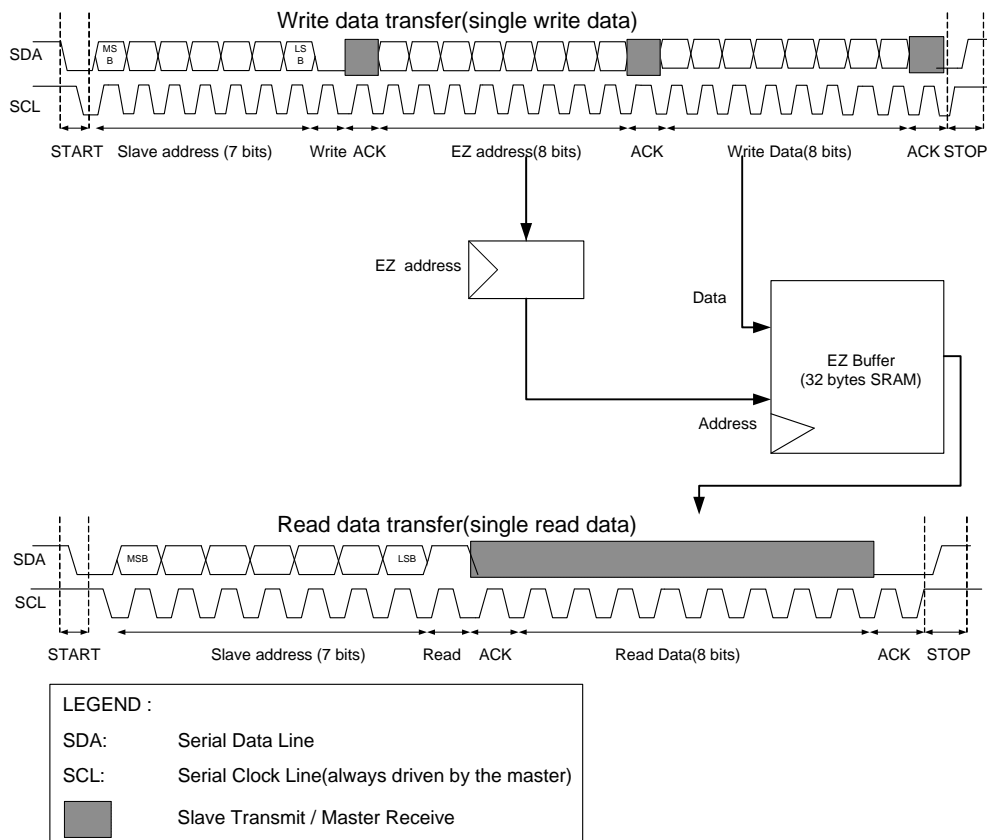 Write data transfer(single write data)
SDA
MS
B
LS
B
SCL
START Slave address (7 bits) Write ACK EZ address(8 bits) ACK Write Data(8 bits) ACK STOP
EZ address
Data
EZ Buffer
(32 bytes SRAM)
Address
Read data transfer(single read data)
SDA MSB LSB
SCL
START Slave address (7 bits) Read ACK Read Data(8 bits) ACK STOP
LEGEND :
SDA: Serial Data Line
SCL: Serial Clock Line(always driven by the master)
Slave Transmit / Master Receive